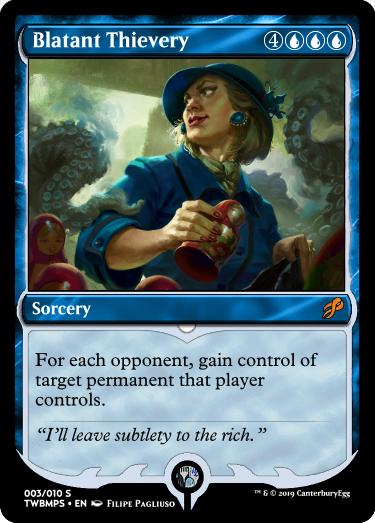 Blatant Thievery 4
Sorcery
For each opponent, gain control of
target permanent that player
controls.
“I’ll leave subtlety to the rich.”
003/010 S
TWBMPS • EN FILIPE PAGLIUSO
™ & © 2019 CanterburyEgg